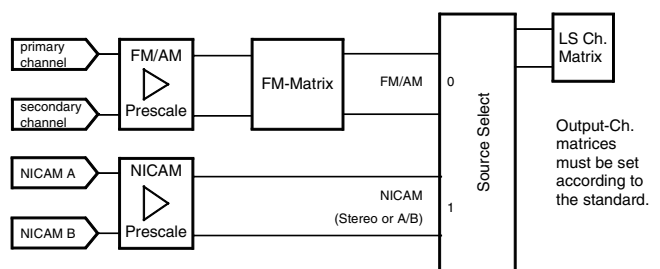 primary
channel
FM/AM
Prescale
secondary
channel
FM-Matrix
FM/AM
0
Source Select
LS Ch.
Matrix
Output-Ch.
matrices
must be set
according to
the standard.
NICAM A
NICAM
Prescale
NICAM B
NICAM
(Stereo or A/B)
1